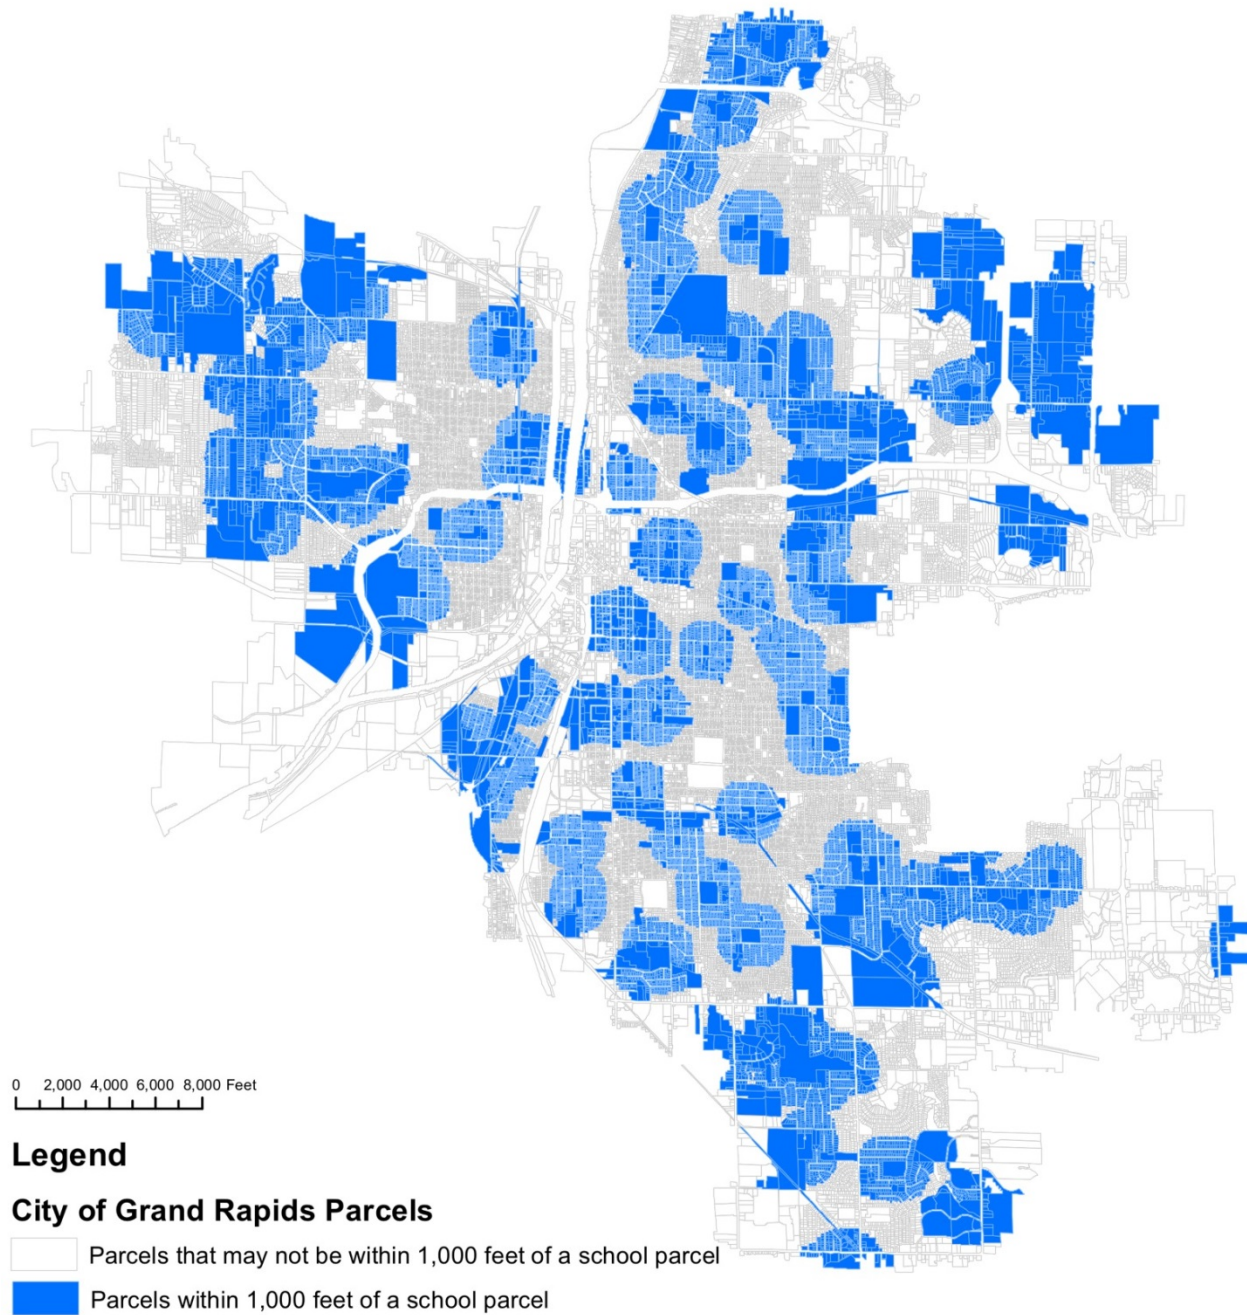 0 2,000 4,000 6,000 8,000 Feet
Legend
City of Grand Rapids Parcels
Parcels that may not be within 1,000 feet of a school parcel
Parcels within 1,000 feet of a school parcel